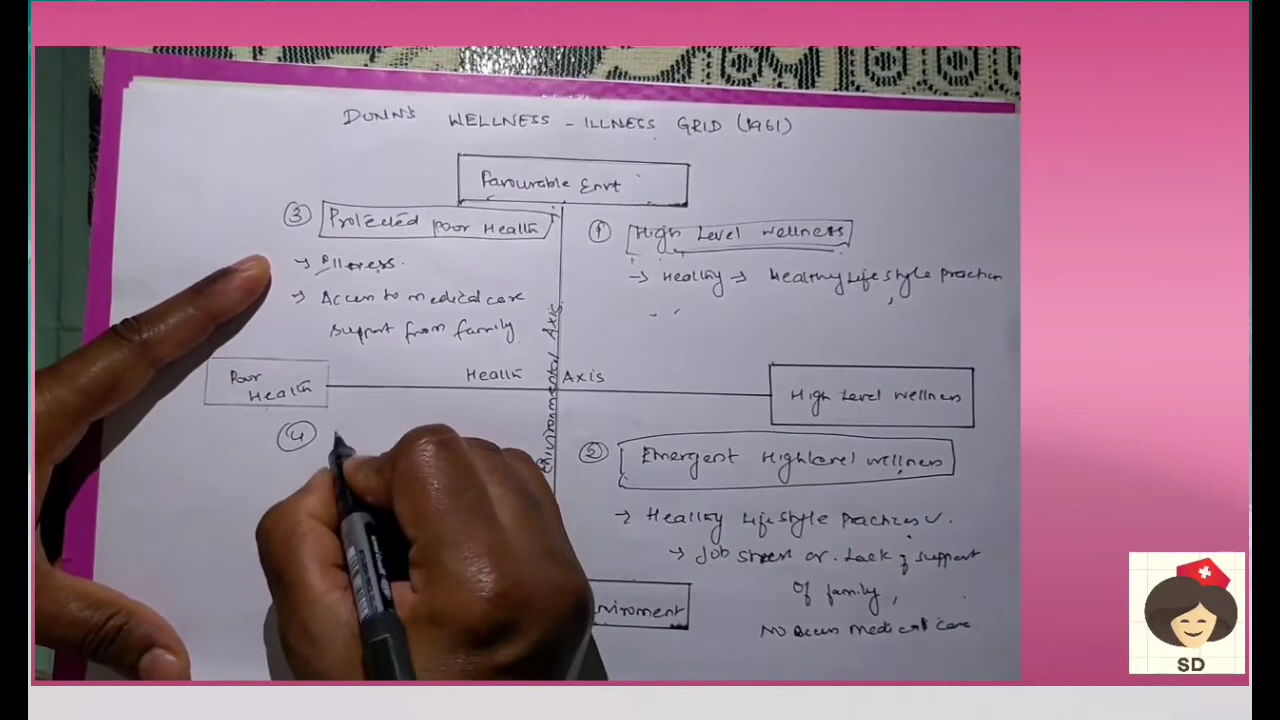 DUNN'S WELLNESS - ILLNESS GRID (1961)
Favourable Envt
③ Protected Poor Health
→ Illness.
→ Access to medical care
Support from family
① High Level Wellness
→ Healthy → Healthy Lifestyle practices
Poor Health
Health Axis
Environmental Axis
High Level Wellness
④
② Emergent High level wellness
→ Healthy Lifestyle Practices ✓.
→ Job stress or. Lack of support
Of family,
No access medical care
nviroment
SD